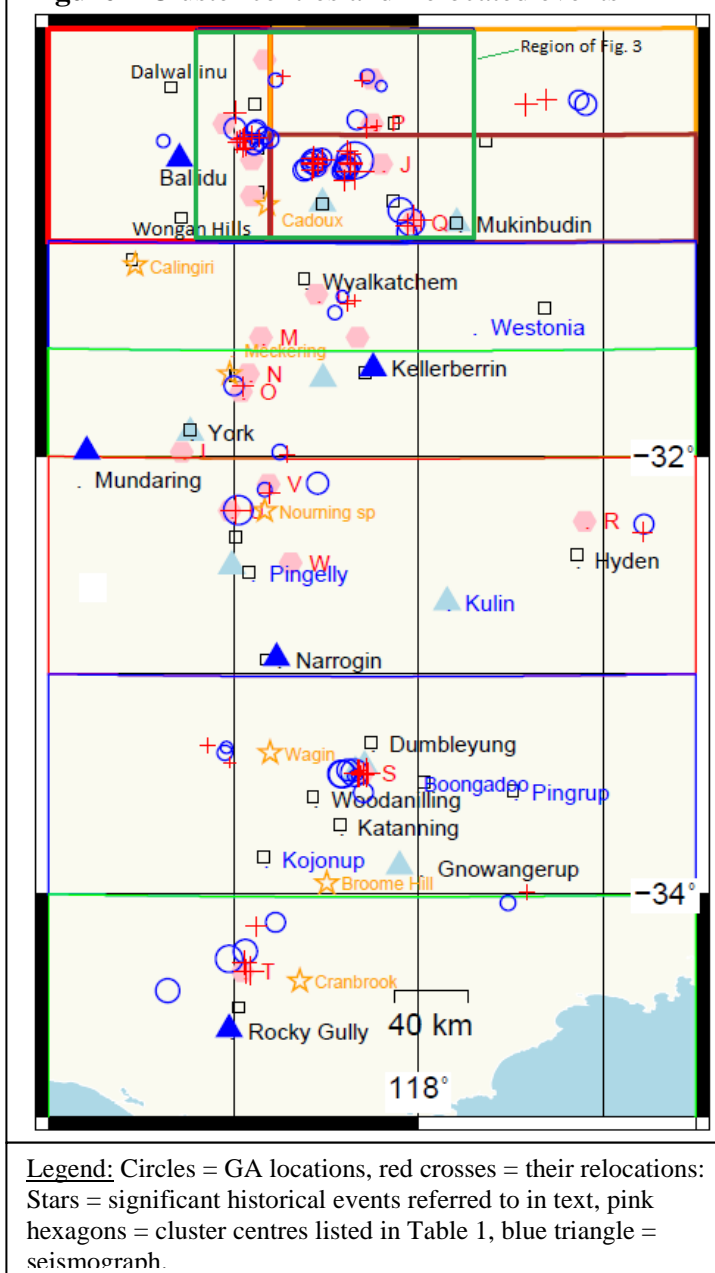 Region of Fig. 3
Dalwallinu
P
J
Ballidu
Cadoux
Q
Mukinbudin
Wongan Hills
Calingiri
Wyalkatchem
Westonia
M
Meckering
N
Kellerberrin
O
York
−32°
Mundaring
V
Nourning sp
R
W
Hyden
Pingelly
Kulin
Narrogin
Dumbleyung
Wagin
S
Boongadoo
Pingrup
Woodanilling
Katanning
Kojonup
Gnowangerup
Broome Hill
−34°
T
Cranbrook
40 km
Rocky Gully
118°
Legend: Circles = GA locations, red crosses = their relocations:
Stars = significant historical events referred to in text, pink
hexagons = cluster centres listed in Table 1, blue triangle =
seismograph.